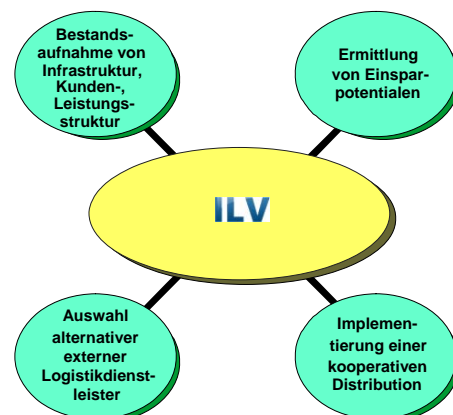 Bestands-
aufnahme von
Infrastruktur,
Kunden-,
Leistungs-
struktur
Ermittlung
von Einspar-
potentialen
ILV
Auswahl
alternativer
externer
Logistikdienst-
leister
Implemen-
tierung einer
kooperativen
Distribution